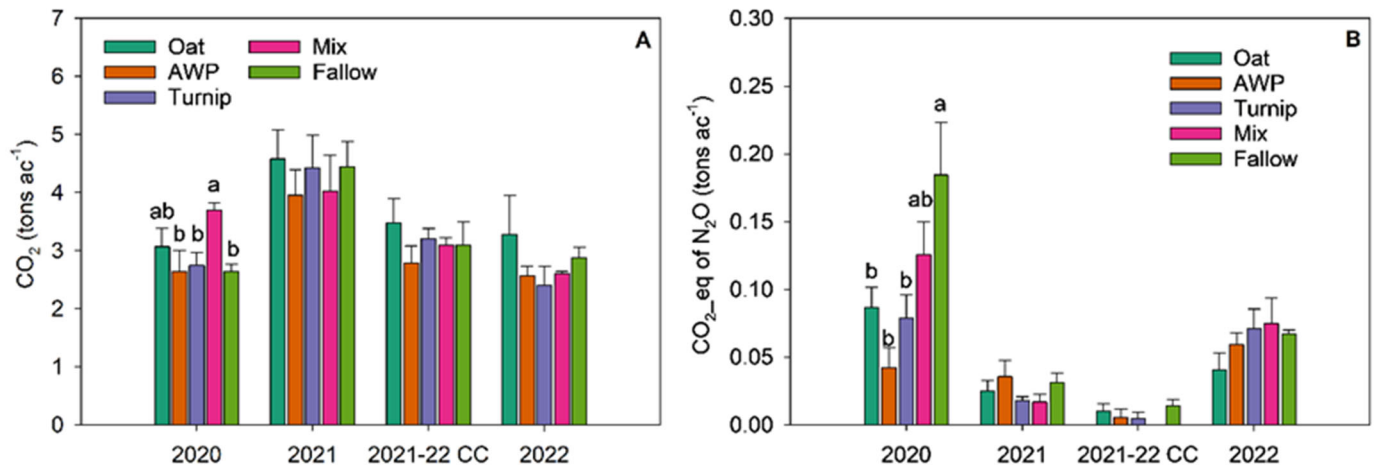 CO₂ (tons ac⁻¹)
7
6
5
4
3
2
1
0
A
Oat
AWP
Turnip
Mix
Fallow
ab
b
b
a
b
2020
2021
2021-22 CC
2022
CO₂_eq of N₂O (tons ac⁻¹)
0.30
0.25
0.20
0.15
0.10
0.05
0.00
B
Oat
AWP
Turnip
Mix
Fallow
b
b
b
ab
a
2020
2021
2021-22 CC
2022